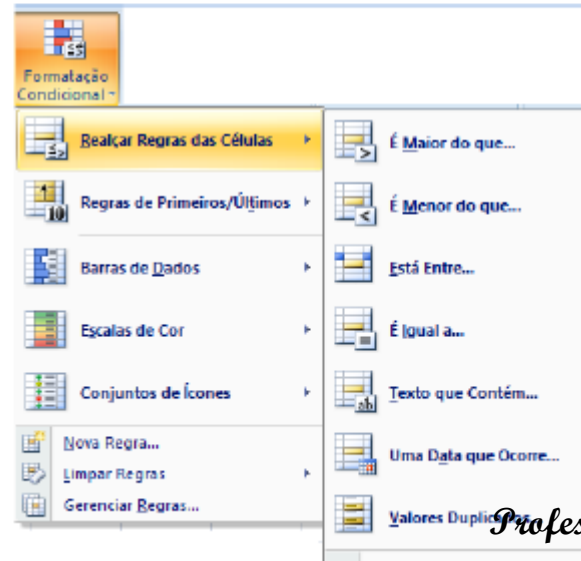 Formatação
Condicional
Realçar Regras das Células
Regras de Primeiros/Últimos
Barras de Dados
Escalas de Cor
Conjuntos de Ícones
Nova Regra...
Limpar Regras
Gerenciar Regras...
É Maior do que...
É Menor do que...
Está Entre...
É Igual a...
Texto que Contém...
Uma Data que Ocorre...
Valores Duplicados...
Profes